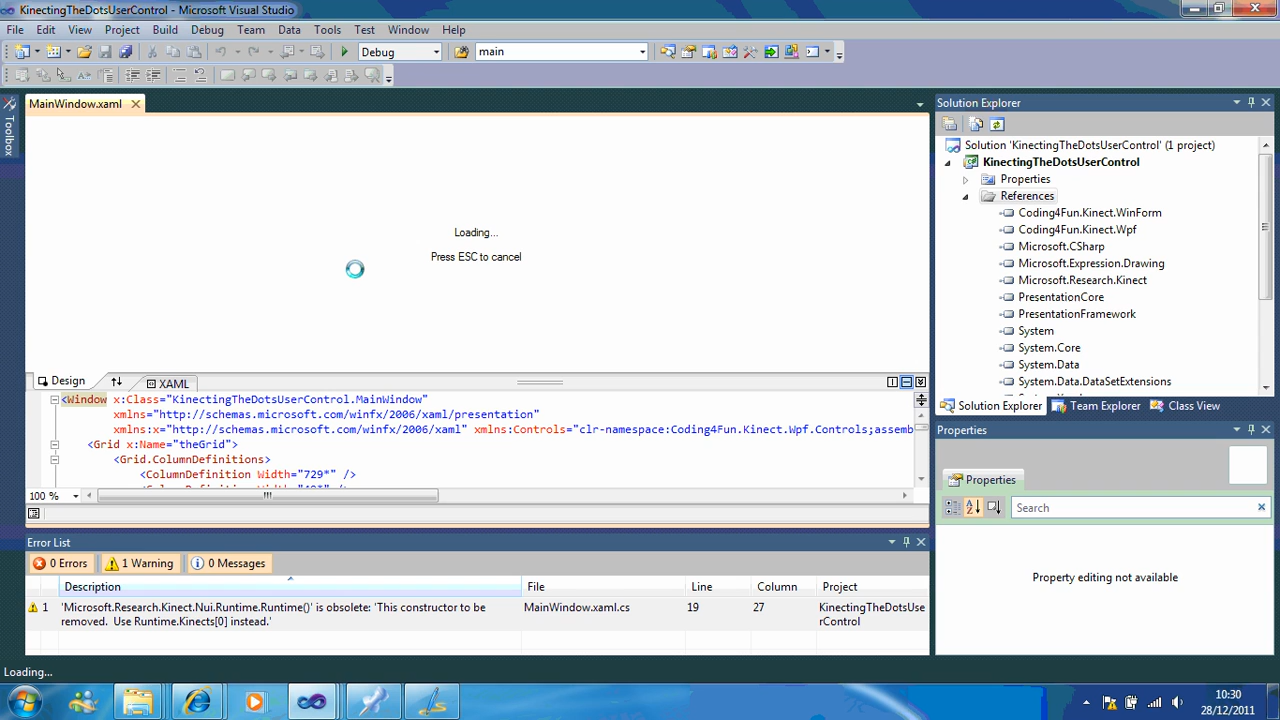 KinectingTheDotsUserControl - Microsoft Visual Studio
File Edit View Project Build Debug Team Data Tools Test Window Help
Debug
main
MainWindow.xaml
Toolbox
Loading...
Press ESC to cancel
Design
XAML
<Window x:Class="KinectingTheDotsUserControl.MainWindow"
xmlns="http://schemas.microsoft.com/winfx/2006/xaml/presentation"
xmlns:x="http://schemas.microsoft.com/winfx/2006/xaml" xmlns:Controls="clr-namespace:Coding4Fun.Kinect.Wpf.Controls;assemb
<Grid x:Name="theGrid">
<Grid.ColumnDefinitions>
<ColumnDefinition Width="729*" />
100 %
Error List
0 Errors
1 Warning
0 Messages
Description File Line Column Project
1 'Microsoft.Research.Kinect.Nui.Runtime.Runtime()' is obsolete: 'This constructor to be MainWindow.xaml.cs 19 27 KinectingTheDotsUse
removed. Use Runtime.Kinects[0] instead.' rControl
Loading...
Solution Explorer
Solution 'KinectingTheDotsUserControl' (1 project)
KinectingTheDotsUserControl
Properties
References
Coding4Fun.Kinect.WinForm
Coding4Fun.Kinect.Wpf
Microsoft.CSharp
Microsoft.Expression.Drawing
Microsoft.Research.Kinect
PresentationCore
PresentationFramework
System
System.Core
System.Data
System.Data.DataSetExtensions
Solution Explorer Team Explorer Class View
Properties
Properties
Search
Property editing not available
10:30
28/12/2011